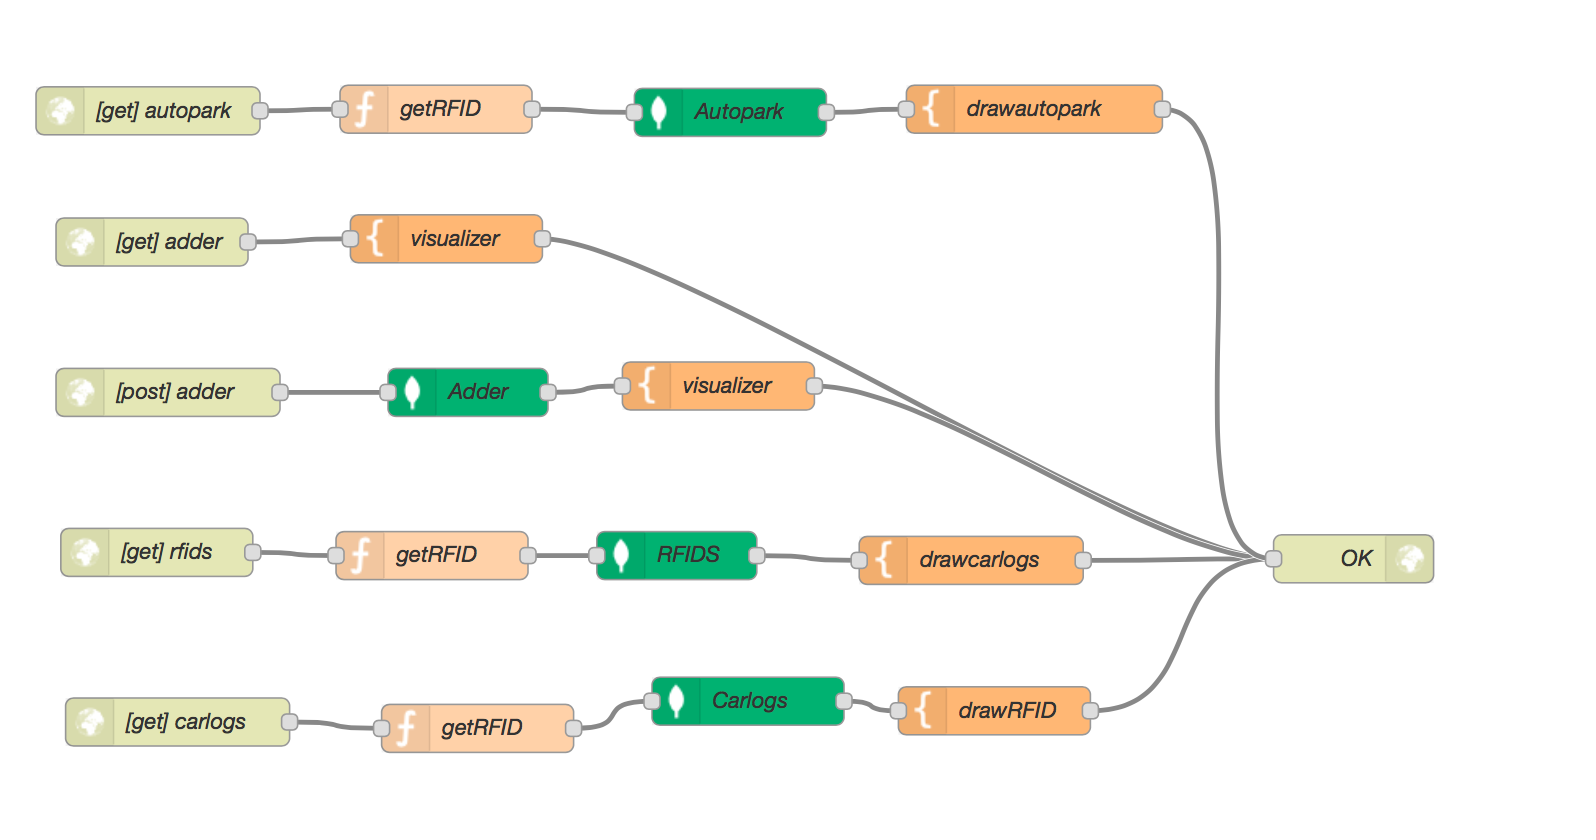 [get] autopark
getRFID
Autopark
drawautopark
[get] adder
visualizer
[post] adder
Adder
visualizer
[get] rfids
getRFID
RFIDS
drawcarlogs
OK
[get] carlogs
getRFID
Carlogs
drawRFID